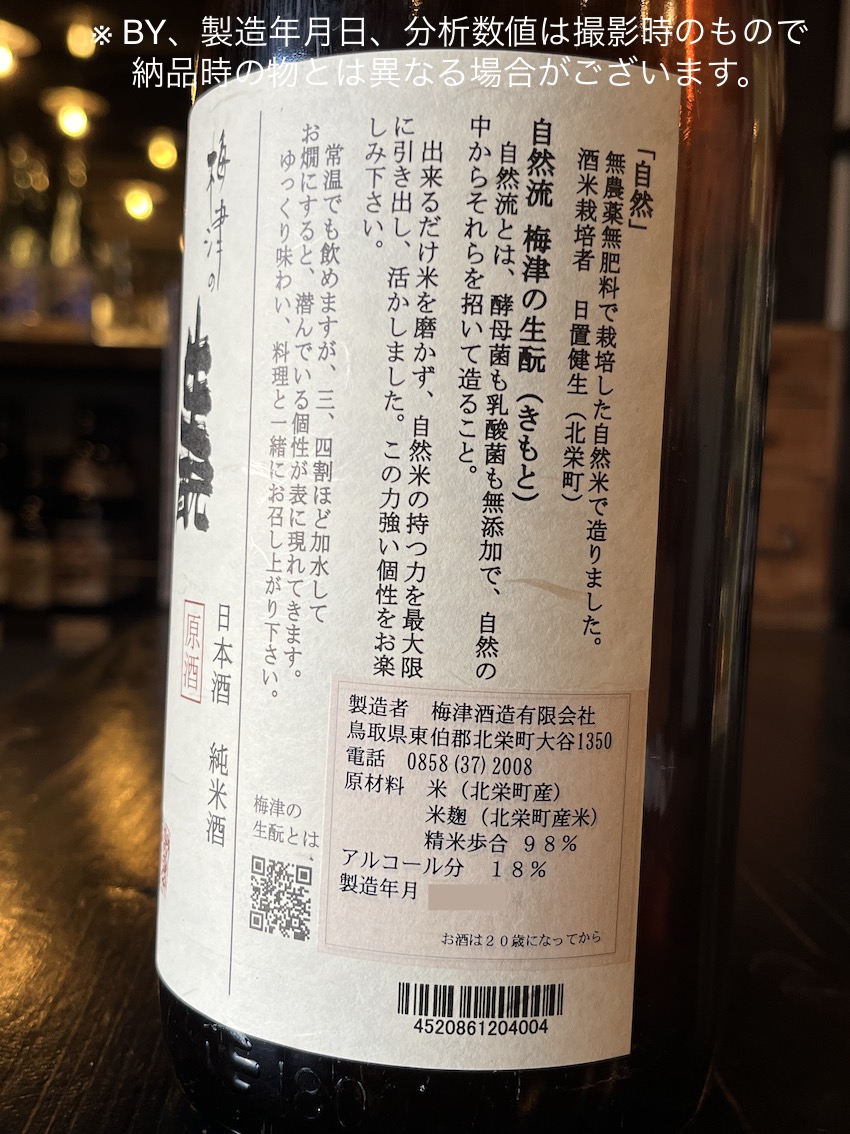 ※ BY、製造年月日、分析数値は撮影時のもので
納品時の物とは異なる場合がございます。
「自然」
無農薬無肥料で栽培した自然米で造りました。
酒米栽培者 日置健生（北栄町）
自然流 梅津の生酛（きもと）
自然流とは、酵母菌も乳酸菌も無添加で、自然の
中からそれらを招いて造ること。
出来るだけ米を磨かず、自然米の持つ力を最大限
に引き出し、活かしました。この力強い個性をお楽
しみ下さい。
常温でも飲めますが、三、四割ほど加水して
お燗にすると、潜んでいる個性が表に現れてきます。
ゆっくり味わい、料理と一緒にお召し上がり下さい。
梅津の
生酛
日本酒 純米酒
原酒
梅津の
生酛とは
製造者 梅津酒造有限会社
鳥取県東伯郡北栄町大谷1350
電話 0858(37)2008
原材料 米（北栄町産）
米麹（北栄町産米）
精米歩合 98％
アルコール分 18％
製造年月
お酒は20歳になってから
4520861204004